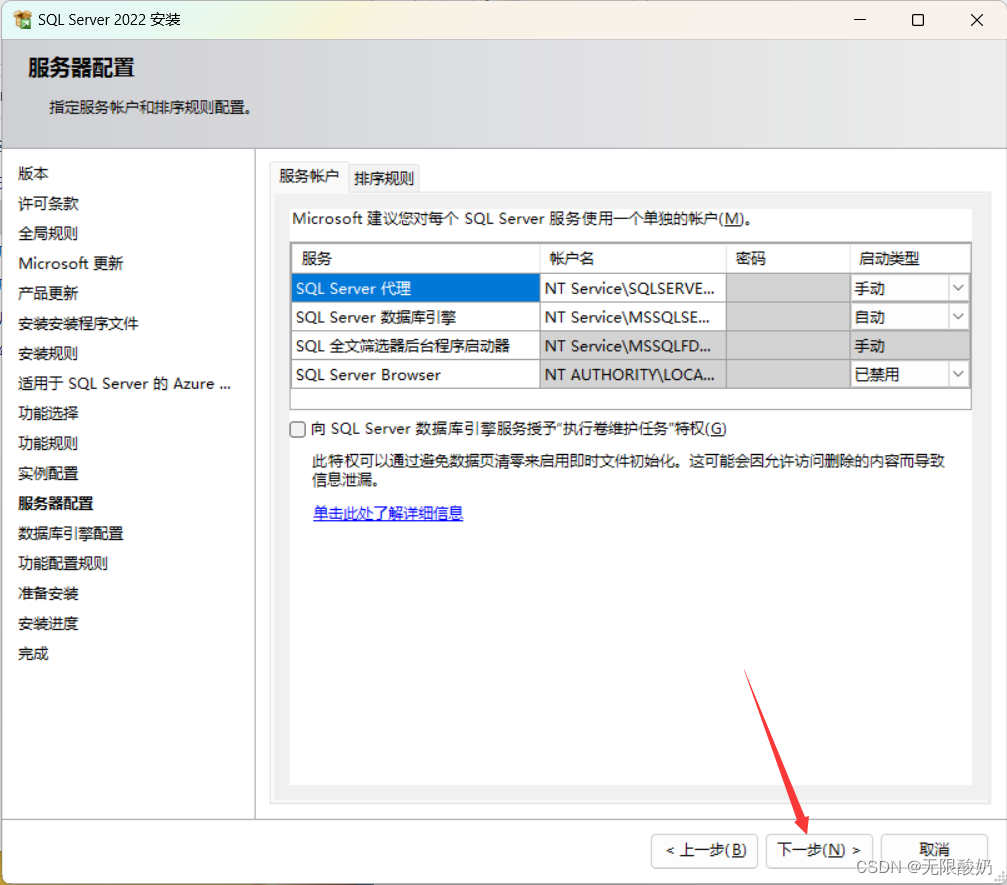 SQL Server 2022 安装
服务器配置
指定服务帐户和排序规则配置。
版本
许可条款
全局规则
Microsoft 更新
产品更新
安装安装程序文件
安装规则
适用于 SQL Server 的 Azure ...
功能选择
功能规则
实例配置
服务器配置
数据库引擎配置
功能配置规则
准备安装
安装进度
完成
服务帐户 排序规则
Microsoft 建议您对每个 SQL Server 服务使用一个单独的帐户(M)。
服务 帐户名 密码 启动类型
SQL Server 代理 NT Service\SQLSERVE... 手动
SQL Server 数据库引擎 NT Service\MSSQLSE... 自动
SQL 全文筛选器后台程序启动器 NT Service\MSSQLFD... 手动
SQL Server Browser NT AUTHORITY\LOCA... 已禁用
向 SQL Server 数据库引擎服务授予“执行卷维护任务”特权(G)
此特权可以通过避免数据页清零来启用即时文件初始化。这可能会因允许访问删除的内容而导致
信息泄漏。
单击此处了解详细信息
< 上一步(B) 下一步(N) > 取消
CSDN @无限酸奶